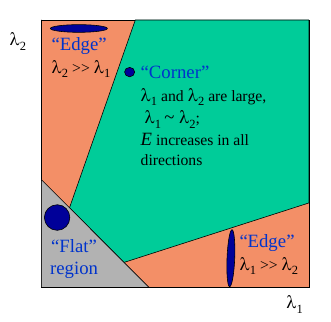 λ₂
“Edge”
λ₂ >> λ₁
“Corner”
λ₁ and λ₂ are large,
λ₁ ~ λ₂;
E increases in all
directions
“Flat”
region
“Edge”
λ₁ >> λ₂
λ₁